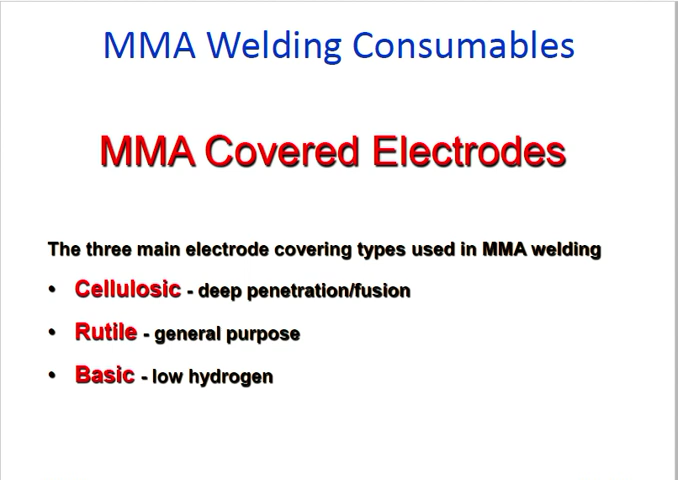 MMA Welding Consumables
MMA Covered Electrodes
The three main electrode covering types used in MMA welding
• Cellulosic - deep penetration/fusion
• Rutile - general purpose
• Basic - low hydrogen